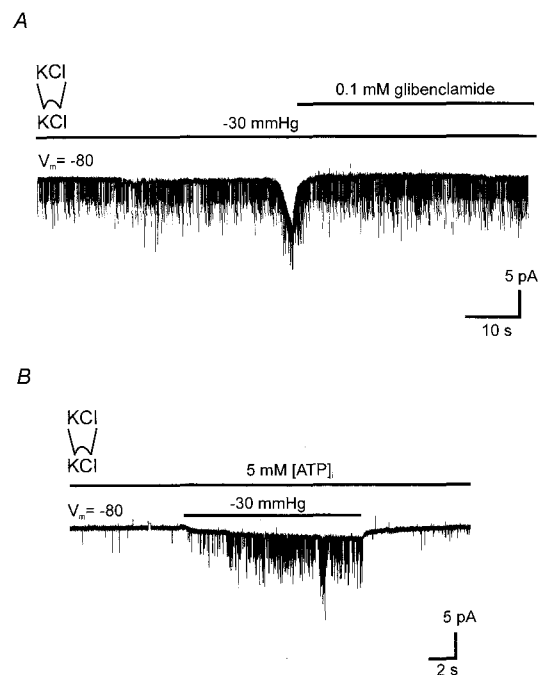 A
KCl
KCl
0.1 mM glibenclamide
-30 mmHg
Vm= -80
5 pA
10 s
B
KCl
KCl
5 mM [ATP]i
-30 mmHg
Vm= -80
5 pA
2 s